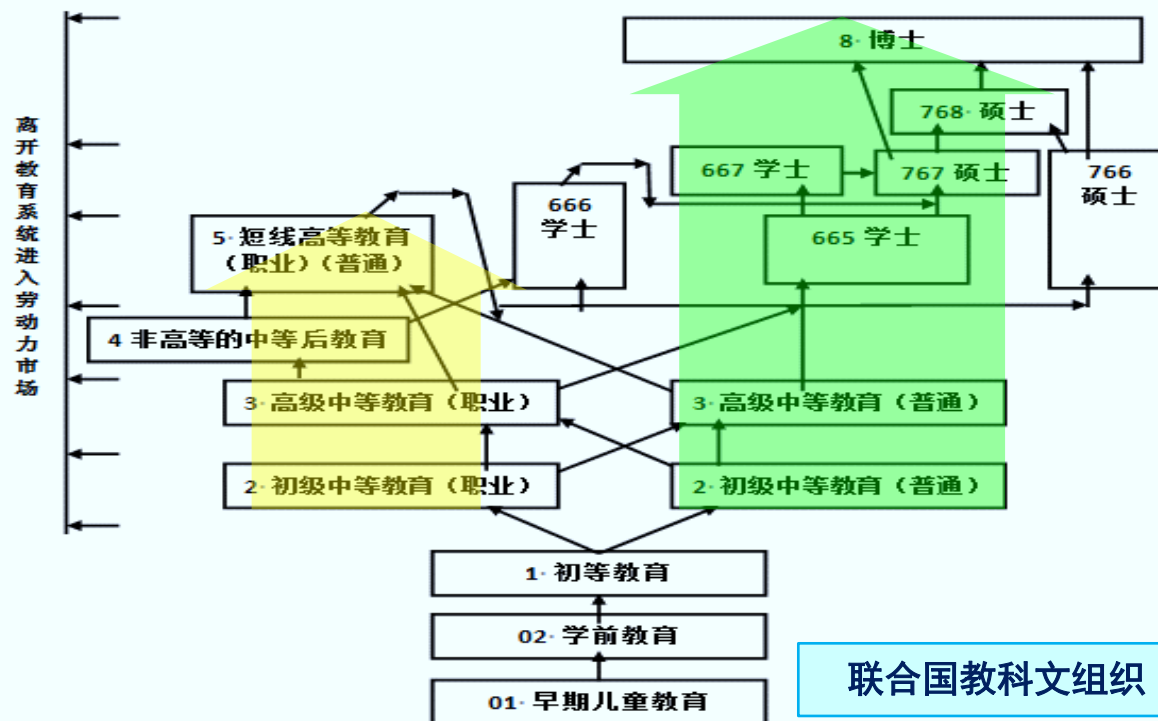 8·博士
768·硕士
667 学士
767 硕士
766
硕士
666
学士
665 学士
5·短线高等教育
（职业）（普通）
4 非高等的中等后教育
3·高级中等教育（职业）
3·高级中等教育（普通）
2·初级中等教育（职业）
2·初级中等教育（普通）
1·初等教育
02·学前教育
01·早期儿童教育
离开教育系统进入劳动力市场
联合国教科文组织